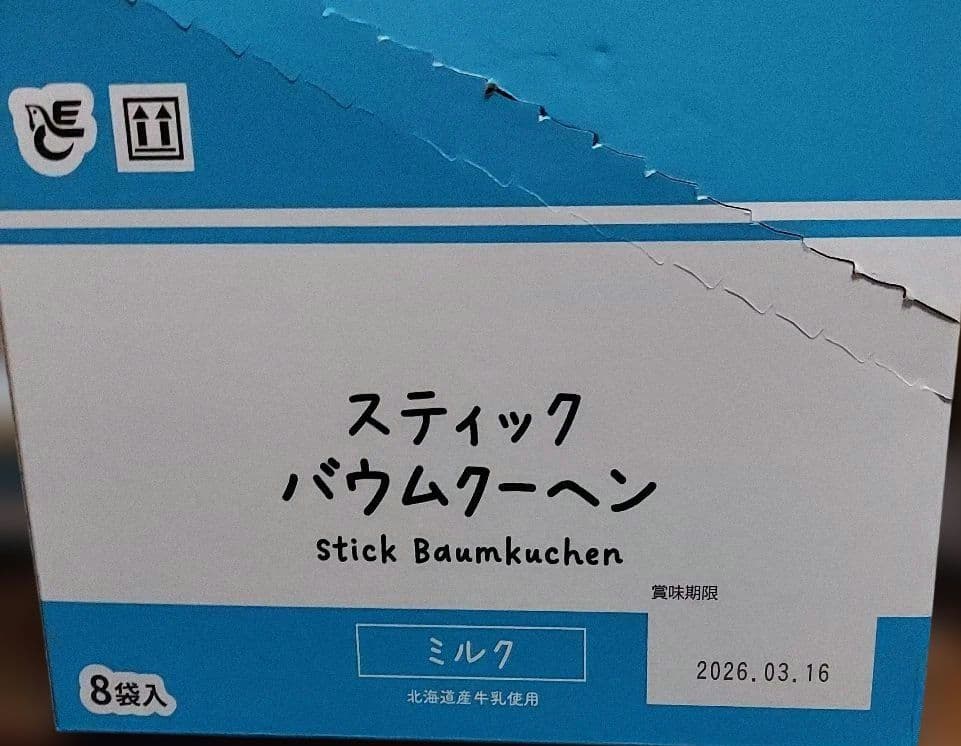 スティック
バウムクーヘン
stick Baumkuchen
賞味期限
2026.03.16
ミルク
北海道産牛乳使用
8袋入